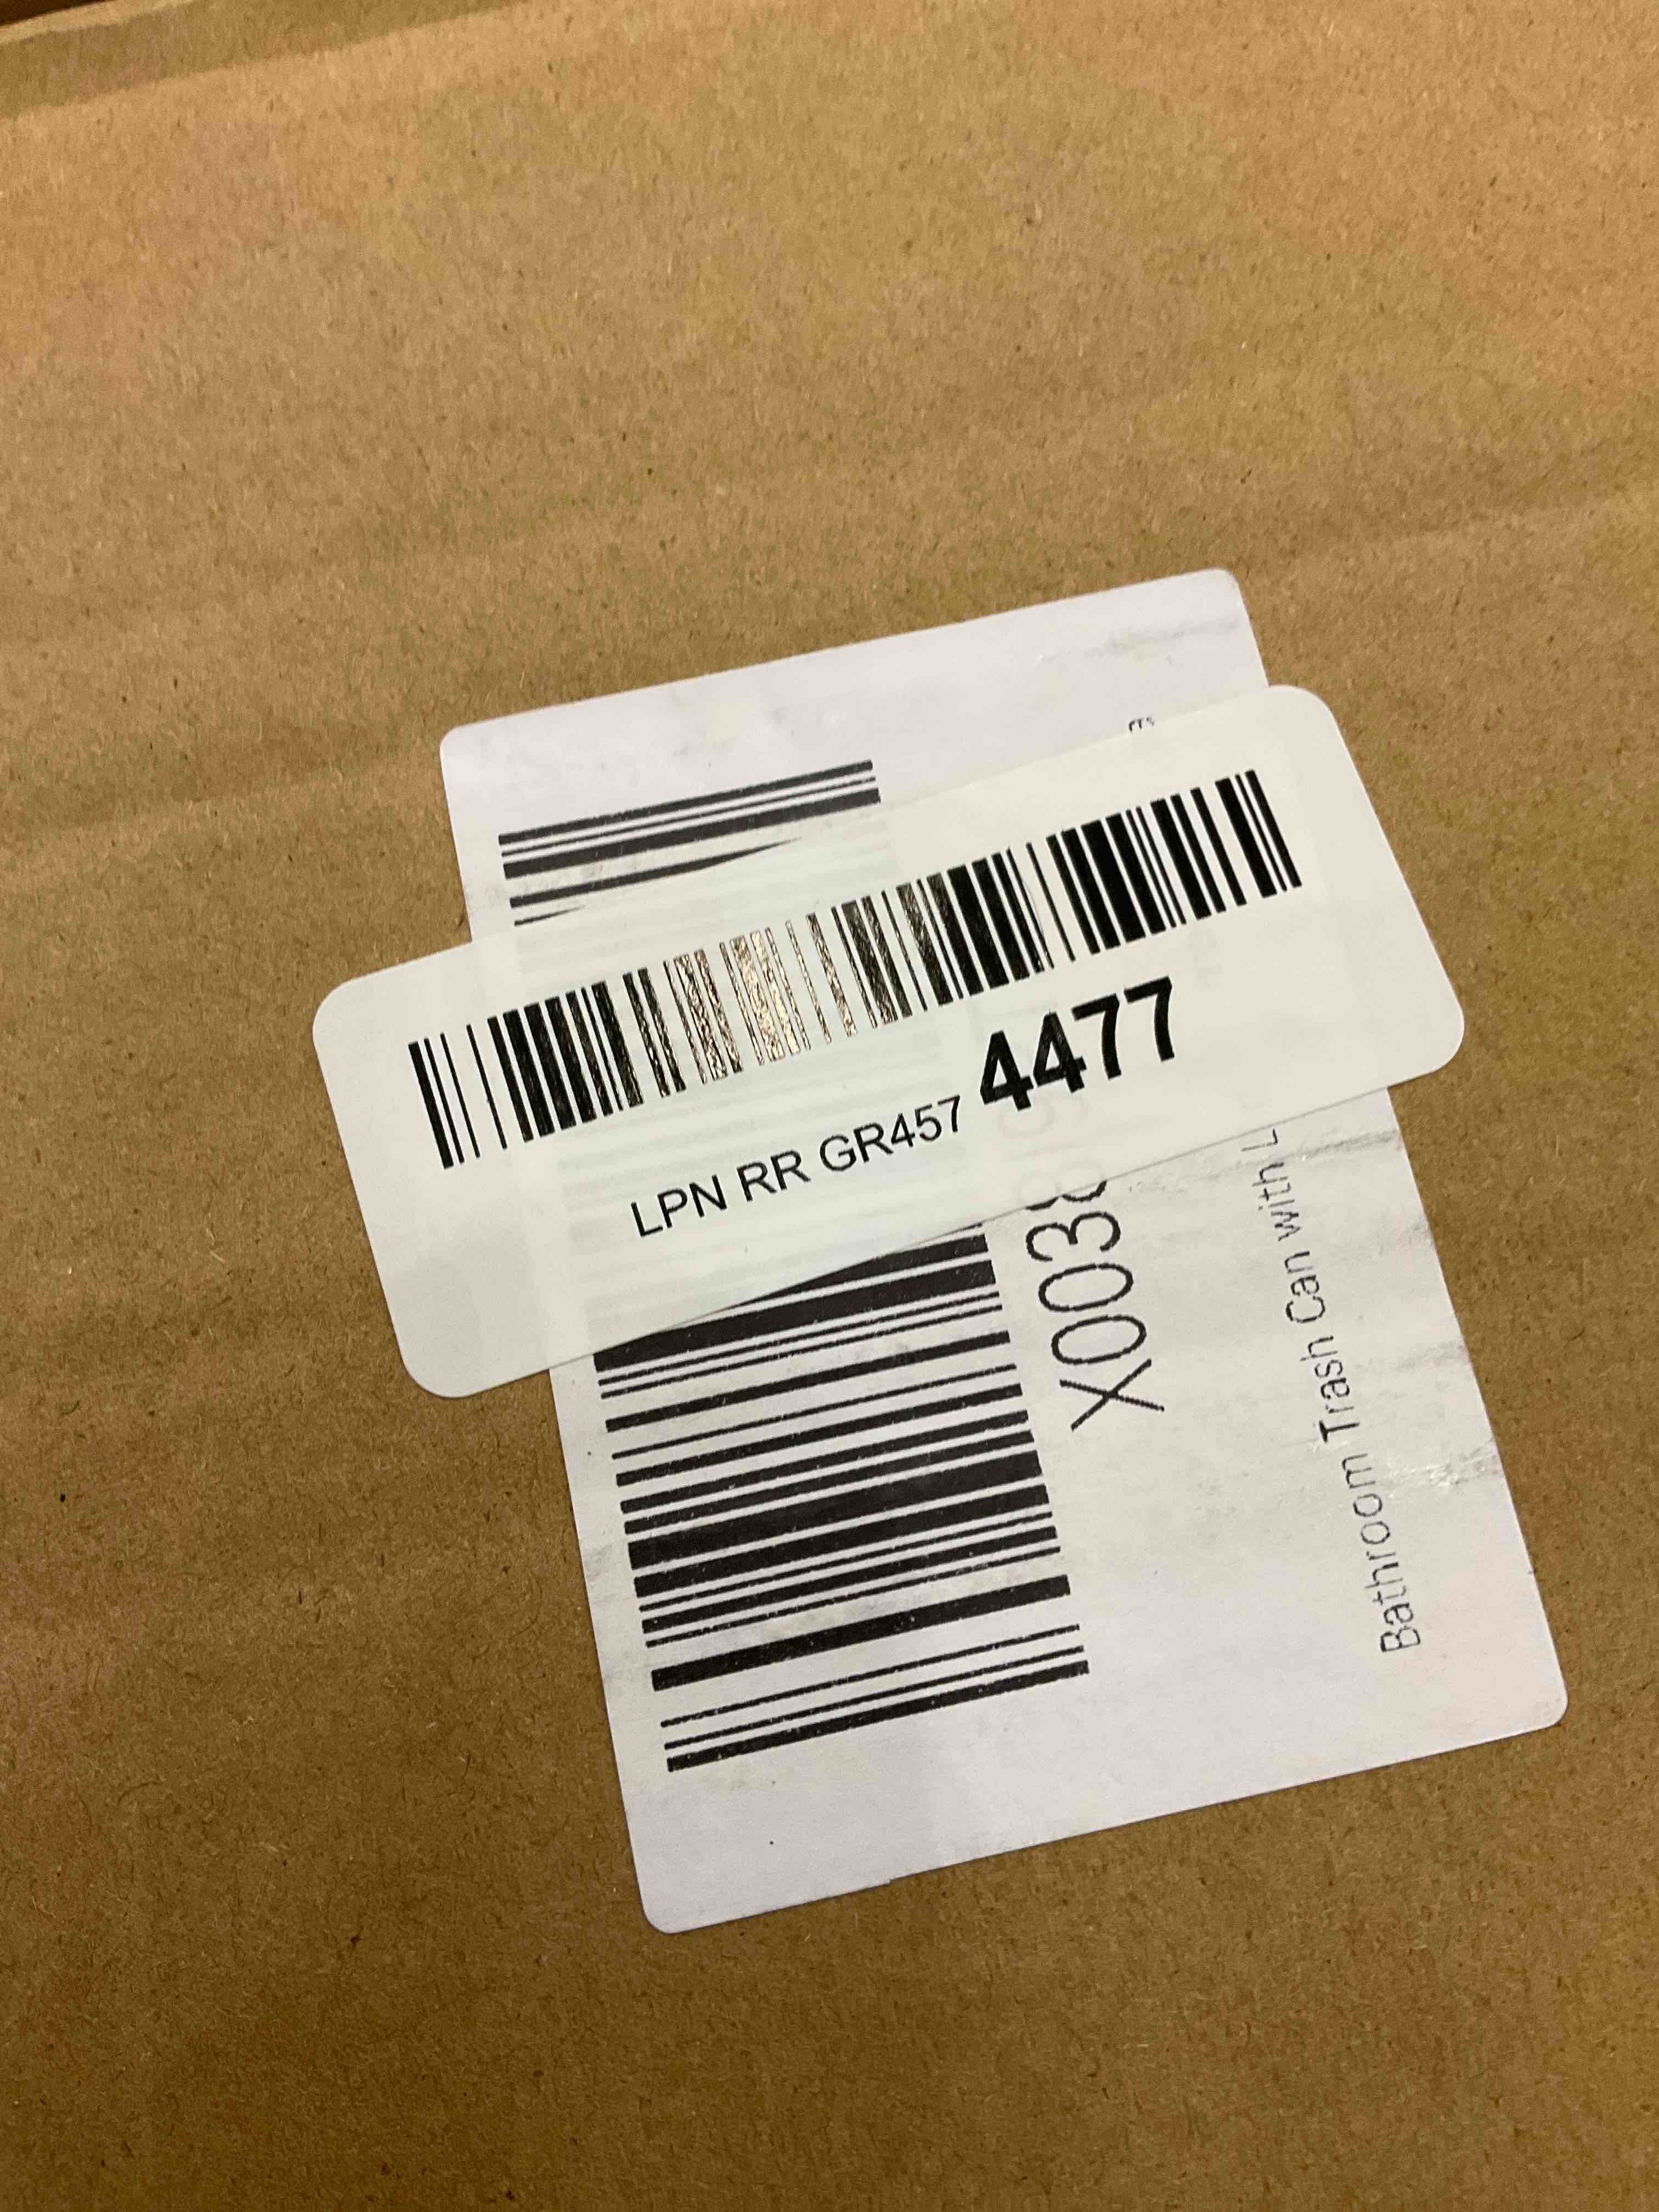 LPN RR GR457 4477
X003
Bathroom Trash Can with